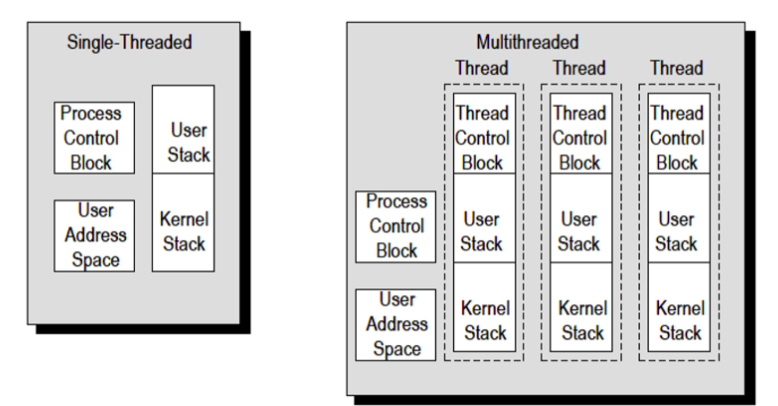 Single-Threaded
Process
Control
Block
User
Stack
User
Address
Space
Kernel
Stack
Multithreaded
Thread
Thread
Thread
Process
Control
Block
User
Address
Space
Thread
Control
Block
User
Stack
Kernel
Stack
Thread
Control
Block
User
Stack
Kernel
Stack
Thread
Control
Block
User
Stack
Kernel
Stack